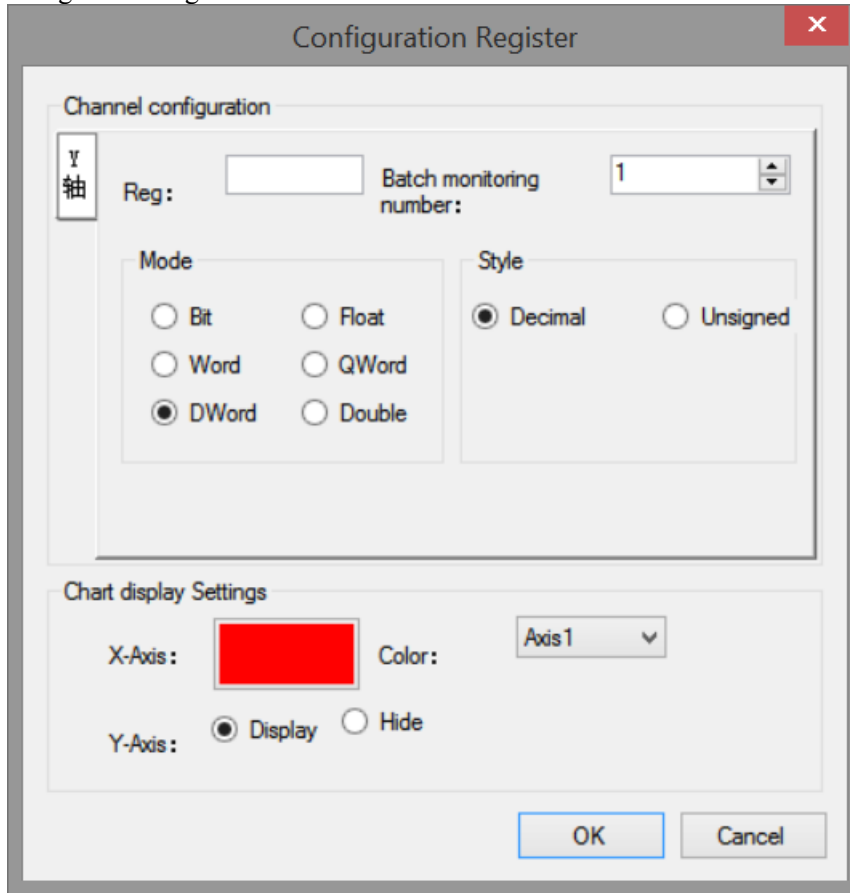 Configuration Register
Channel configuration
Y
轴
Reg:
Batch monitoring
number:
1
Mode
Style
Bit
Float
Decimal
Unsigned
Word
QWord
DWord
Double
Chart display Settings
X-Axis:
Color:
Axis1
Y-Axis:
Display
Hide
OK
Cancel